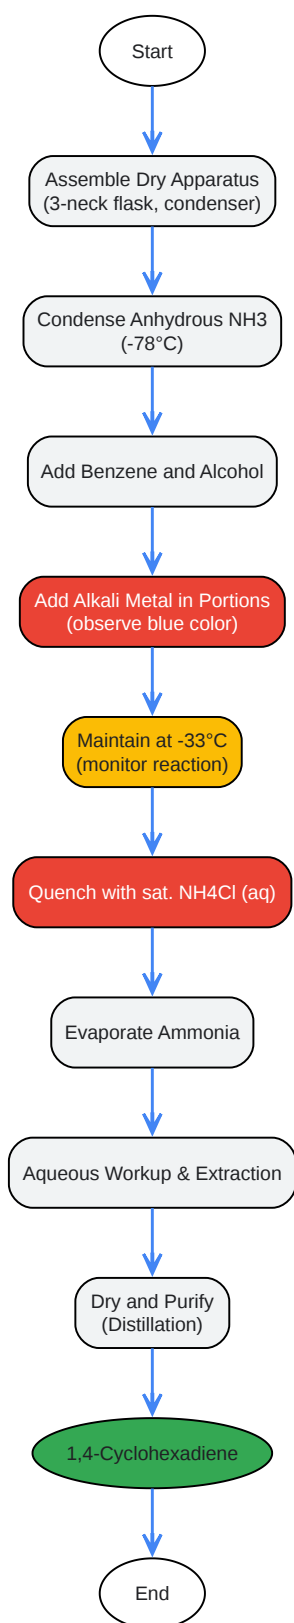 Start
Assemble Dry Apparatus
(3-neck flask, condenser)
Condense Anhydrous NH3
(-78°C)
Add Benzene and Alcohol
Add Alkali Metal in Portions
(observe blue color)
Maintain at -33°C
(monitor reaction)
Quench with sat. NH4Cl (aq)
Evaporate Ammonia
Aqueous Workup & Extraction
Dry and Purify
(Distillation)
1,4-Cyclohexadiene
End